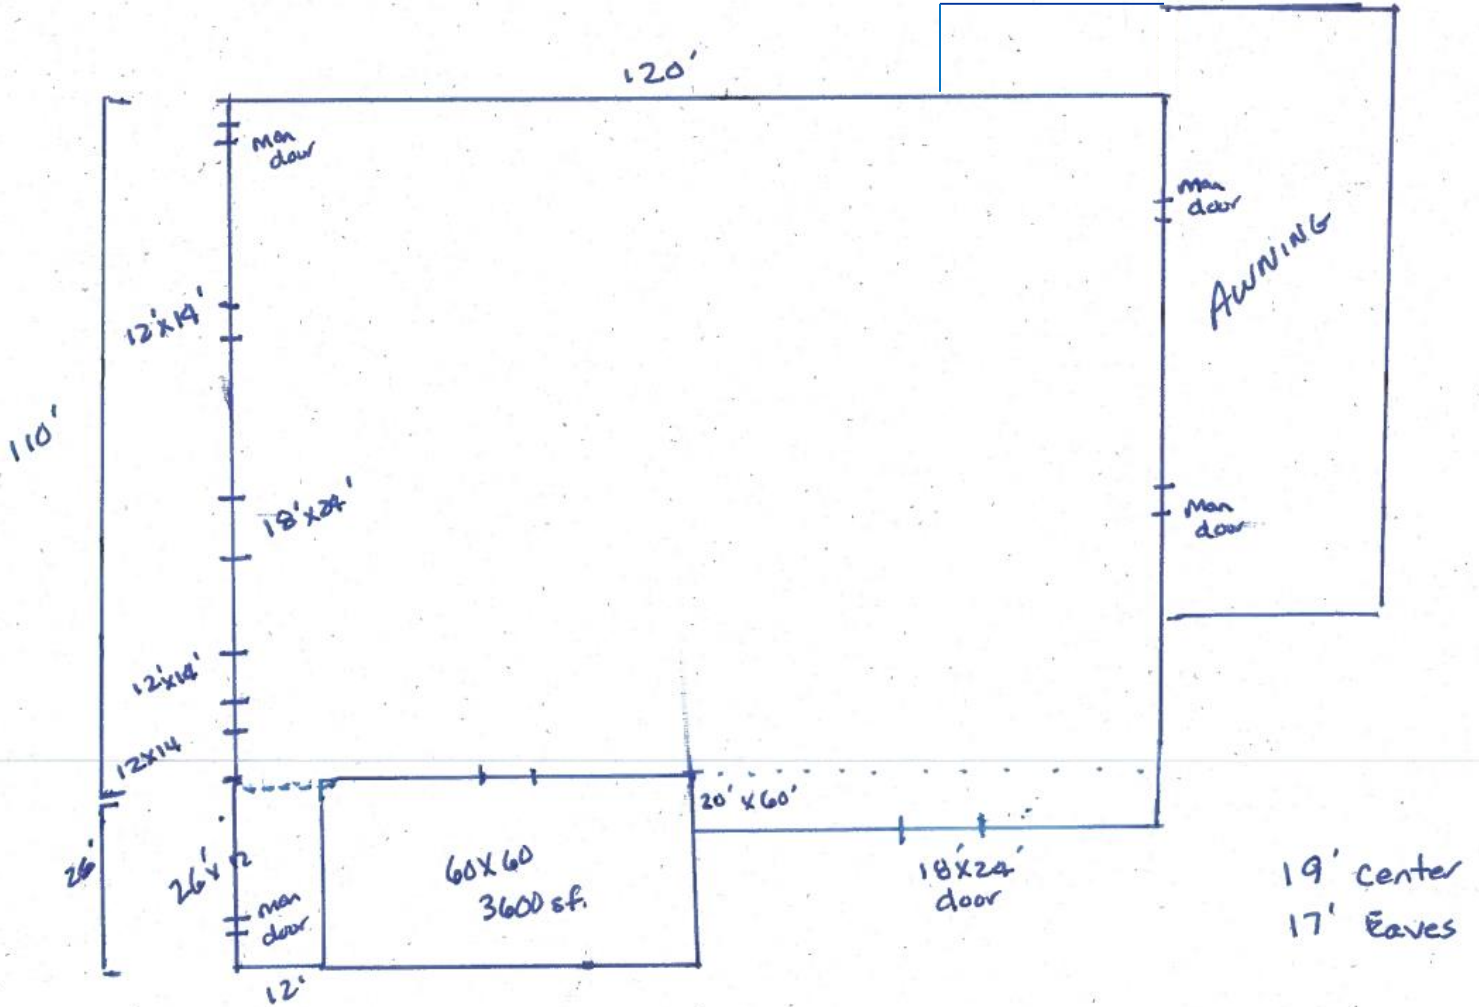 120'
Man
door
Man
door
AWNING
12'x14'
110'
18'x24'
Man
door
12'x14'
12x14
20' x 60'
26'
26'x12
60X60
3600 sf.
18'X24'
door
19' center
17' Eaves
man
door
12'